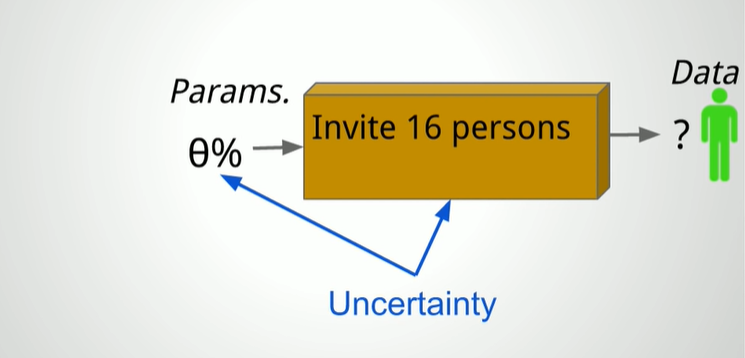 Data
Params.
Invite 16 persons
θ%
?
Uncertainty